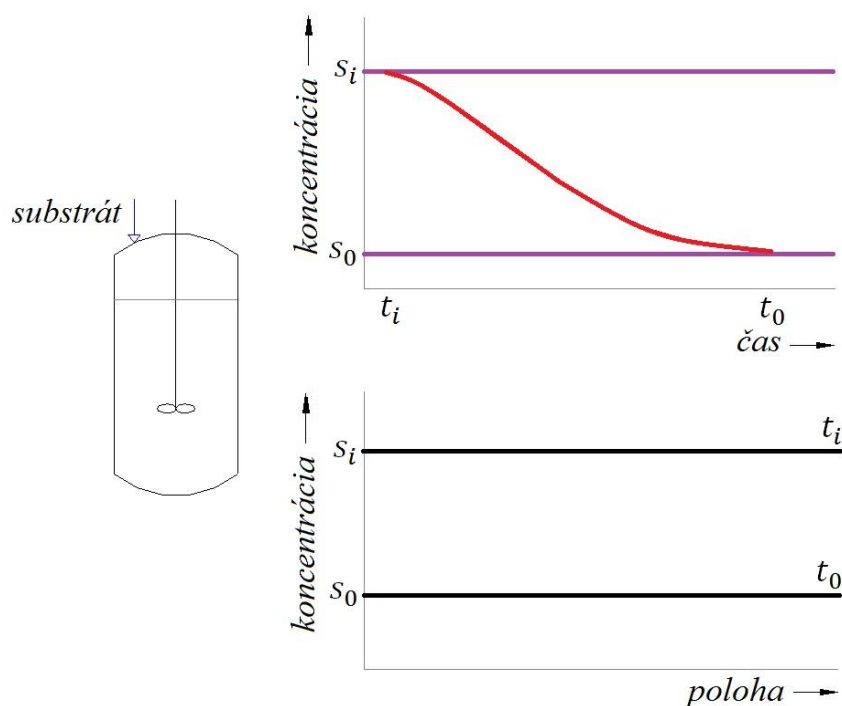 substrát
koncentrácia
s_i
s_0
t_i
t_0
čas
koncentrácia
s_i
t_i
s_0
t_0
poloha